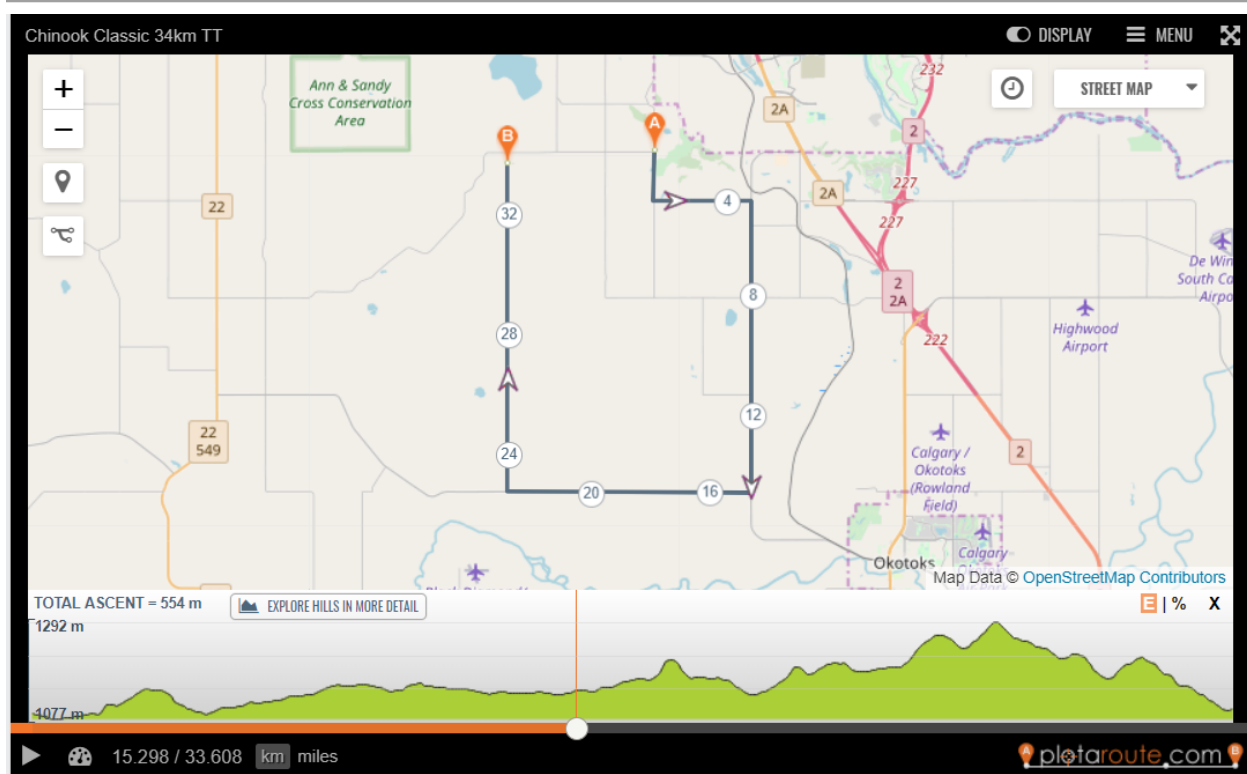 Chinook Classic 34km TT
DISPLAY
MENU
+
−
Ann & Sandy
Cross Conservation
Area
STREET MAP
232
2A
2
A
B
227
2A
22
4
32
227
De Win
South Ca
Airpo
2
2A
8
Highwood
Airport
28
222
12
22
549
24
Calgary /
Okotoks
(Rowland
Field)
2
20
16
Okotoks
Calgary
Map Data © OpenStreetMap Contributors
TOTAL ASCENT = 554 m
EXPLORE HILLS IN MORE DETAIL
E | % X
1292 m
1077 m
15.298 / 33.608 km miles
A plotaroute.com B